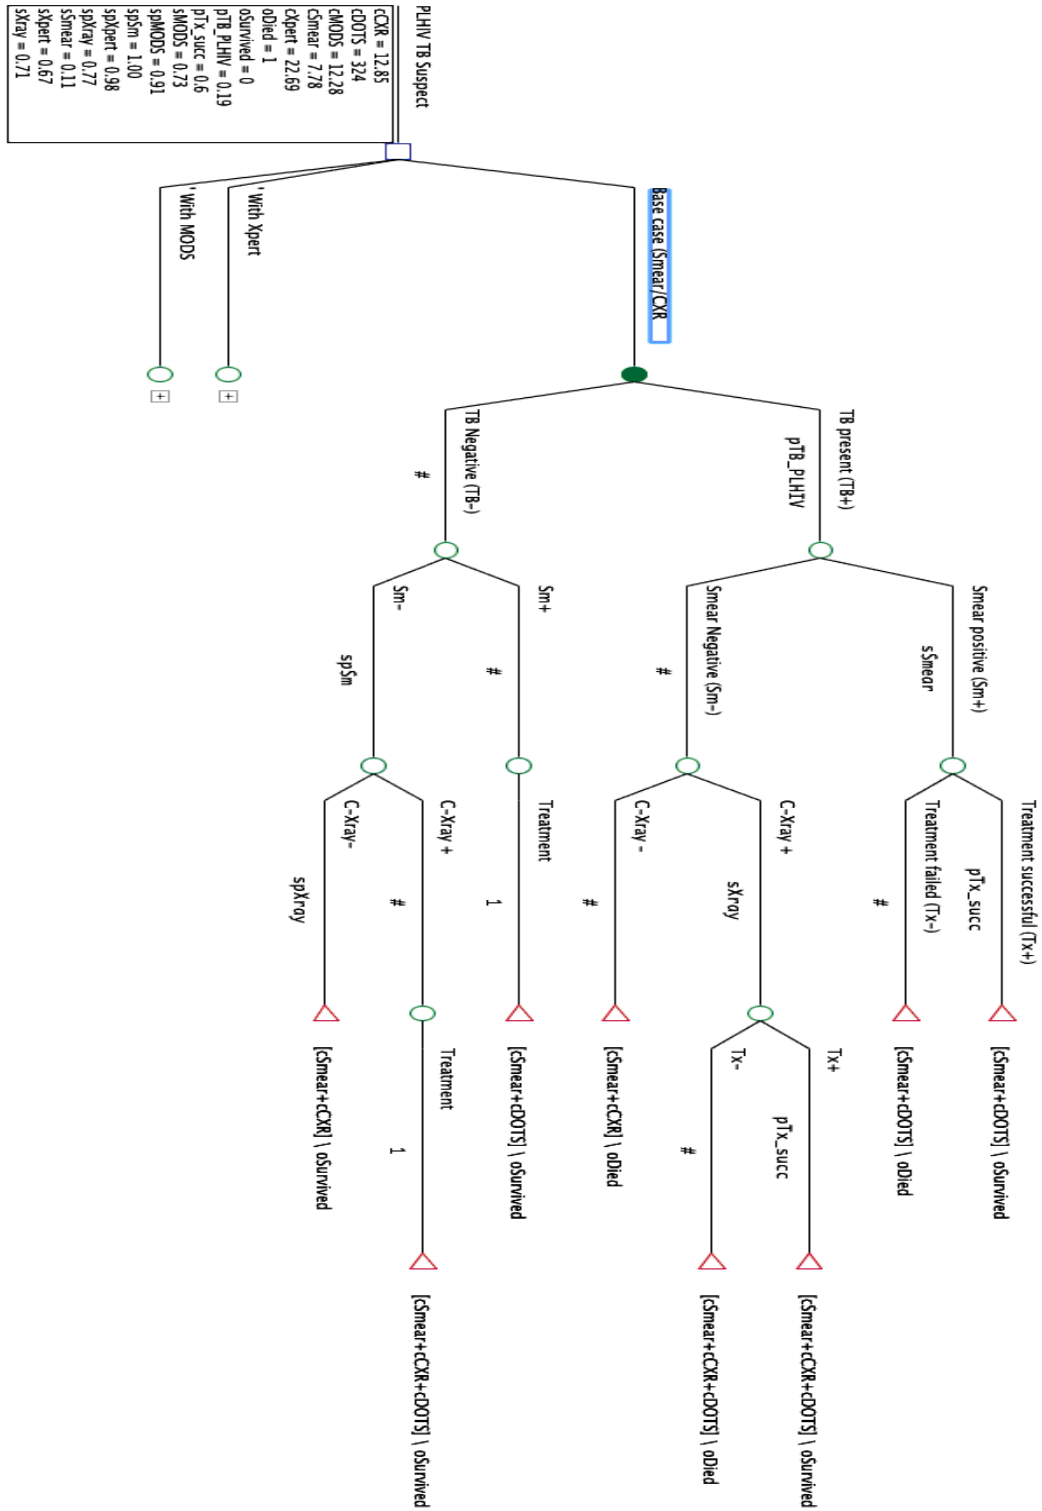 PLHIV TB Suspect
cCXR = 12.85
cDOTS = 324
cMODS = 12.28
cSmear = 7.78
cXpert = 22.69
oDied = 1
oSurvived = 0
pTB_PLHIV = 0.19
pTx_succ = 0.6
sMODS = 0.73
spMODS = 0.91
spSm = 1.00
spXpert = 0.98
spXray = 0.77
sSmear = 0.11
sXpert = 0.67
sXray = 0.71
Base case (Smear/CXR
TB present (TB+)
pTB_PLHIV
Smear positive (Sm+)
sSmear
Treatment successful (Tx+)
pTx_succ
[cSmear+cDOTS] \ oSurvived
Treatment failed (Tx-)
#
[cSmear+cDOTS] \ oDied
Smear Negative (Sm-)
#
C-Xray +
sXray
Tx+
pTx_succ
[cSmear+cCXR+cDOTS] \ oSurvived
Tx-
#
[cSmear+cCXR+cDOTS] \ oDied
C-Xray -
#
[cSmear+cCXR] \ oDied
TB Negative (TB-)
#
Sm+
#
Treatment
1
[cSmear+cDOTS] \ oSurvived
Sm-
spSm
C-Xray +
#
Treatment
1
[cSmear+cCXR+cDOTS] \ oSurvived
C-Xray-
spXray
[cSmear+cCXR] \ oSurvived
' With Xpert
+
' With MODS
+